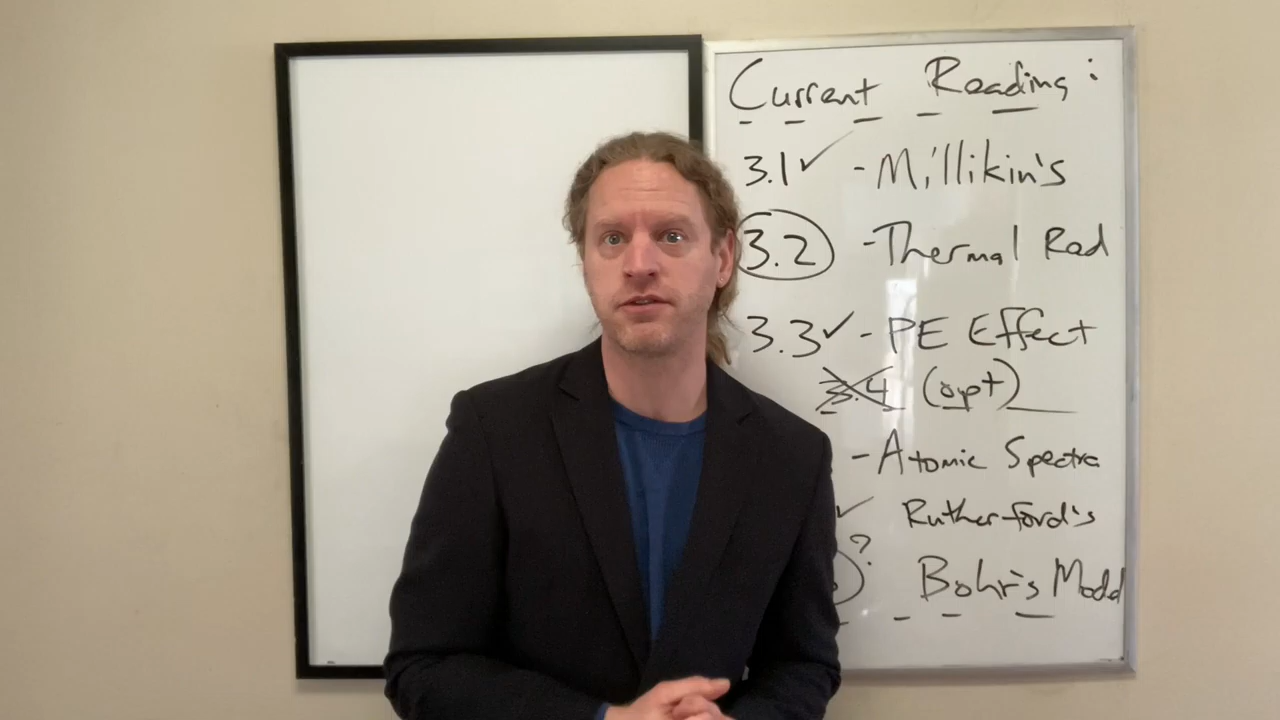 Current Reading:
3.1 ✓ - Millikin's
3.2 - Thermal Rad
3.3 ✓ - PE Effect
3.4 (opt)
- Atomic Spectra
✓ Rutherford's
? Bohr's Model